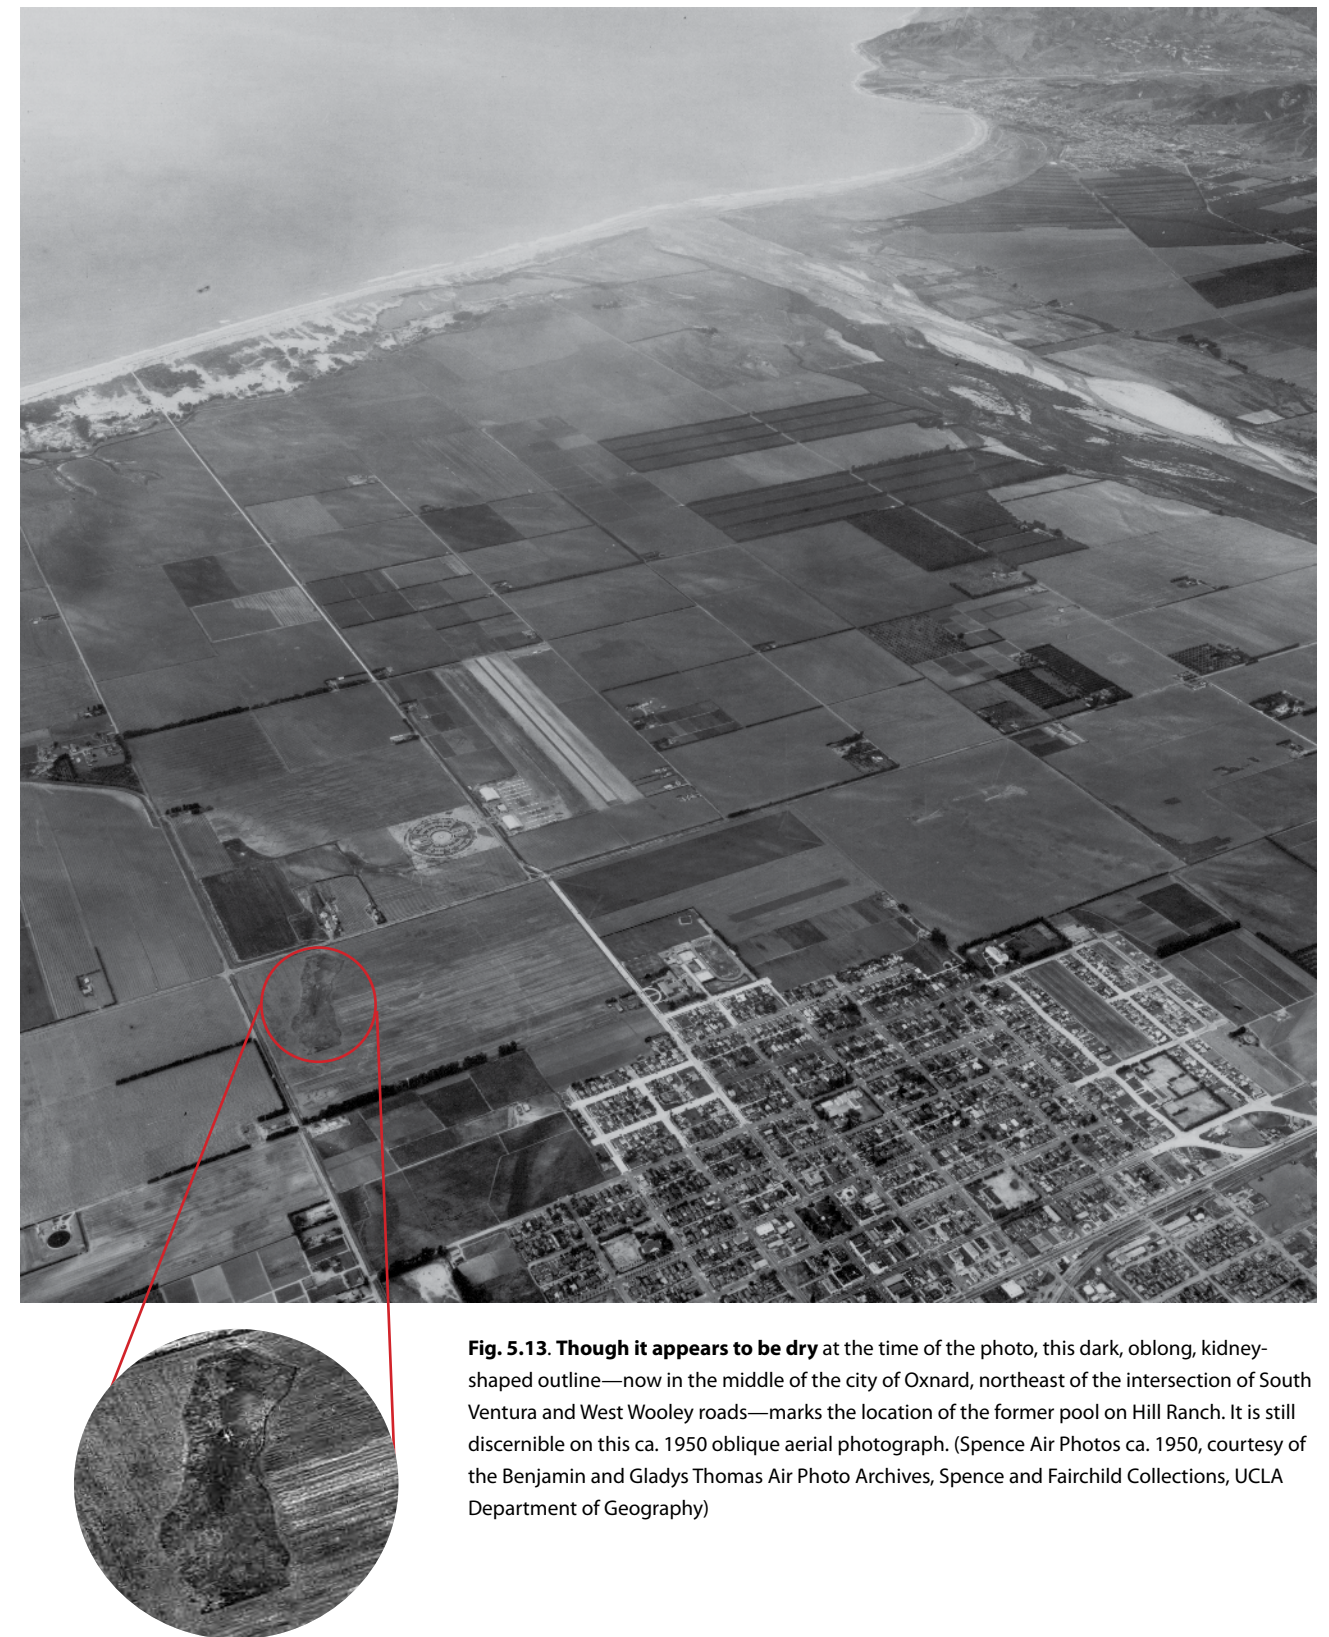 Fig. 5.13. Though it appears to be dry at the time of the photo, this dark, oblong, kidney-
shaped outline—now in the middle of the city of Oxnard, northeast of the intersection of South
Ventura and West Wooley roads—marks the location of the former pool on Hill Ranch. It is still
discernible on this ca. 1950 oblique aerial photograph. (Spence Air Photos ca. 1950, courtesy of
the Benjamin and Gladys Thomas Air Photo Archives, Spence and Fairchild Collections, UCLA
Department of Geography)